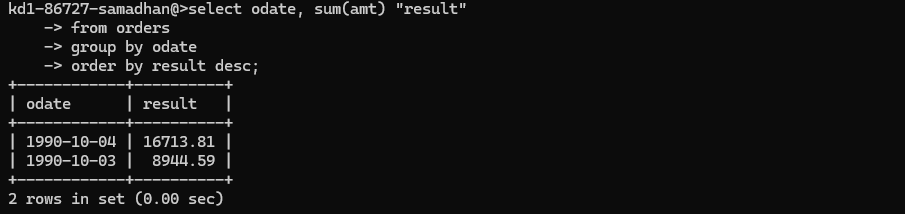 kd1-86727-samadhan@>select odate, sum(amt) "result"
    -> from orders
    -> group by odate
    -> order by result desc;
+------------+----------+
| odate      | result   |
+------------+----------+
| 1990-10-04 | 16713.81 |
| 1990-10-03 |  8944.59 |
+------------+----------+
2 rows in set (0.00 sec)